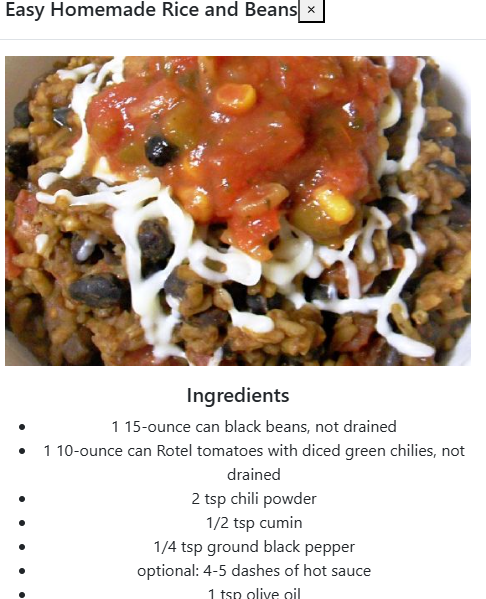 Easy Homemade Rice and Beans ×
Ingredients
1 15-ounce can black beans, not drained
1 10-ounce can Rotel tomatoes with diced green chilies, not
drained
2 tsp chili powder
1/2 tsp cumin
1/4 tsp ground black pepper
optional: 4-5 dashes of hot sauce
1 tsp olive oil